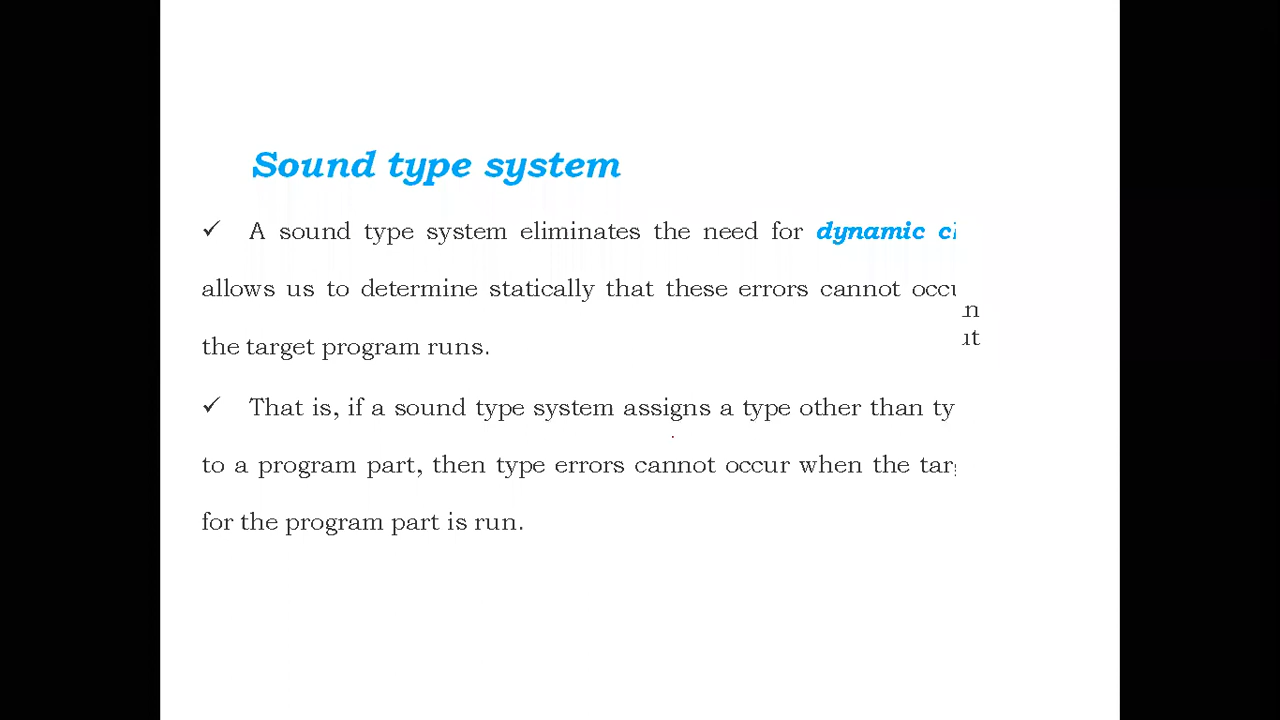 Sound type system
✓ A sound type system eliminates the need for dynamic
allows us to determine statically that these errors cannot
the target program runs.
✓ That is, if a sound type system assigns a type other than
to a program part, then type errors cannot occur when the
for the program part is run.